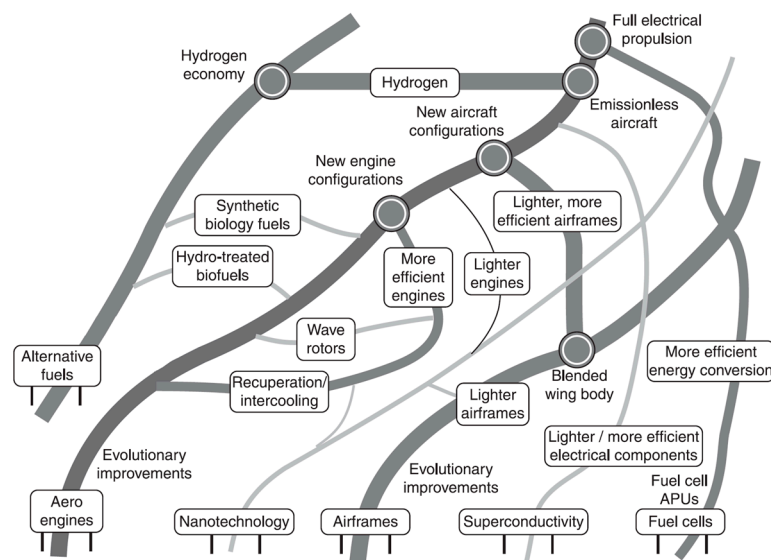 Full electrical
propulsion
Hydrogen
economy
Hydrogen
Emissionless
aircraft
New aircraft
configurations
New engine
configurations
Synthetic
biology fuels
Lighter, more
efficient airframes
Hydro-treated
biofuels
More
efficient
engines
Lighter
engines
Wave
rotors
Alternative
fuels
More efficient
energy conversion
Recuperation/
intercooling
Blended
wing body
Lighter
airframes
Lighter / more efficient
electrical components
Evolutionary
improvements
Evolutionary
improvements
Fuel cell
APUs
Aero
engines
Nanotechnology
Airframes
Superconductivity
Fuel cells